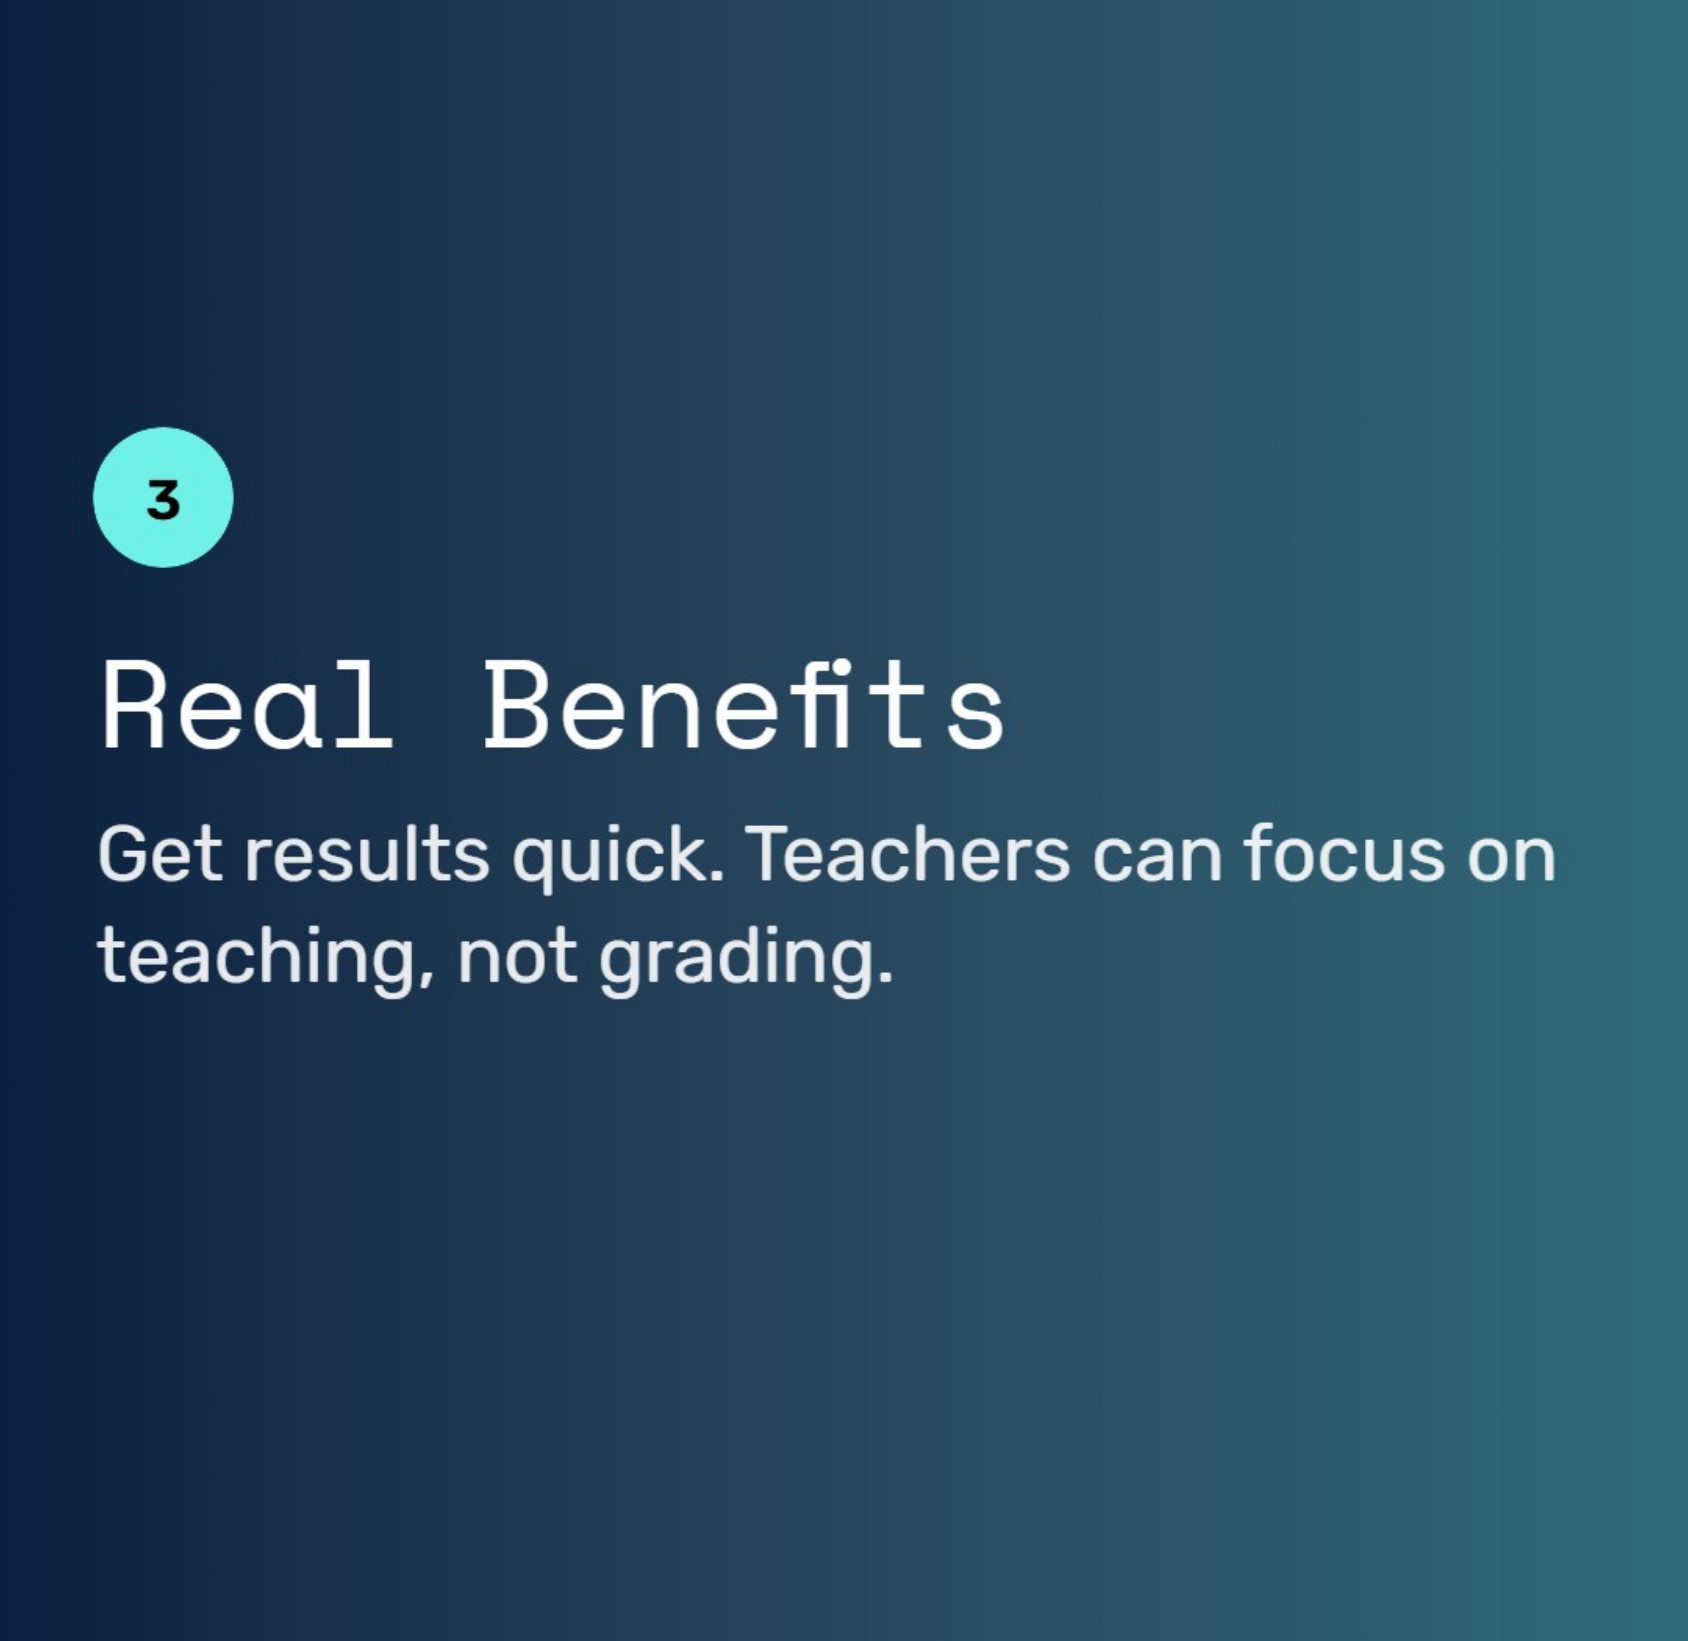 3
Real Benefits
Get results quick. Teachers can focus on
teaching, not grading.